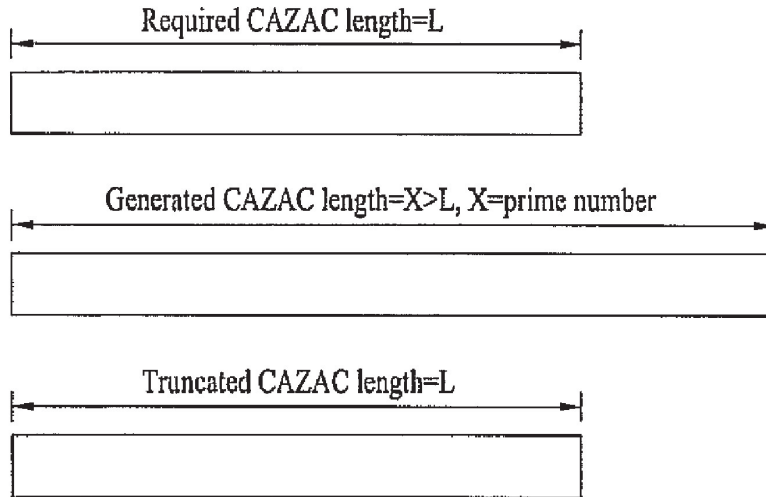 Required CAZAC length=L
Generated CAZAC length=X>L, X=prime number
Truncated CAZAC length=L